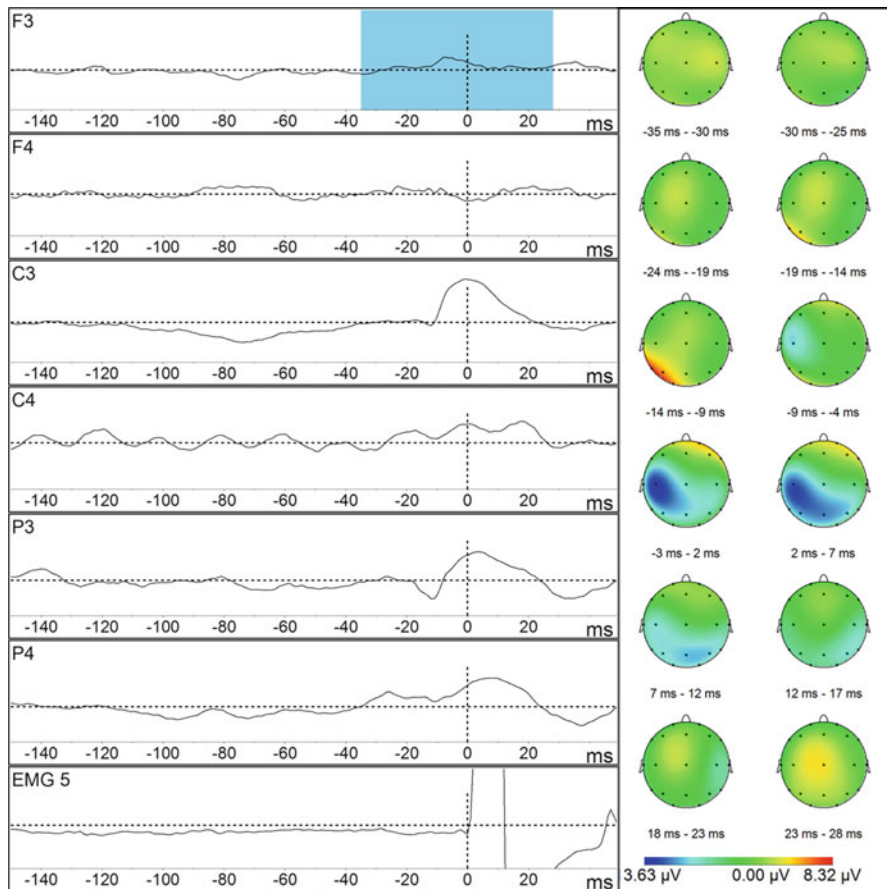 F3
-140 -120 -100 -80 -60 -40 -20 0 20 ms
F4
-140 -120 -100 -80 -60 -40 -20 0 20 ms
C3
-140 -120 -100 -80 -60 -40 -20 0 20 ms
C4
-140 -120 -100 -80 -60 -40 -20 0 20 ms
P3
-140 -120 -100 -80 -60 -40 -20 0 20 ms
P4
-140 -120 -100 -80 -60 -40 -20 0 20 ms
EMG 5
-140 -120 -100 -80 -60 -40 -20 0 20 ms
-35 ms - -30 ms -30 ms - -25 ms
-24 ms - -19 ms -19 ms - -14 ms
-14 ms - -9 ms -9 ms - -4 ms
-3 ms - 2 ms 2 ms - 7 ms
7 ms - 12 ms 12 ms - 17 ms
18 ms - 23 ms 23 ms - 28 ms
3.63 µV 0.00 µV 8.32 µV